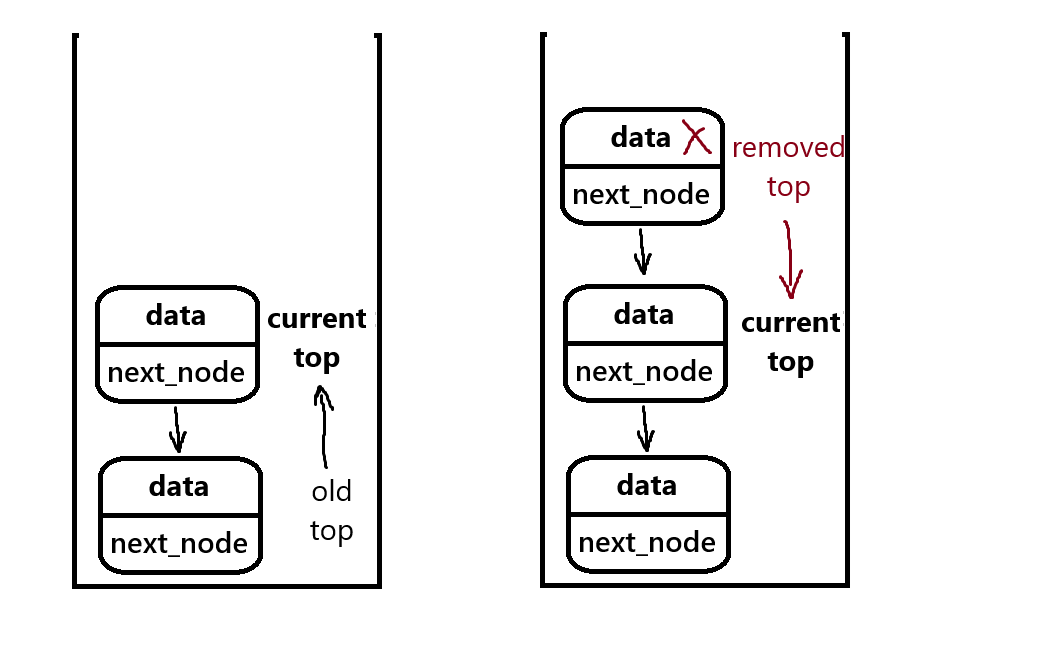 data
next_node
current
top
data
next_node
old
top
data
next_node
removed
top
data
next_node
current
top
data
next_node